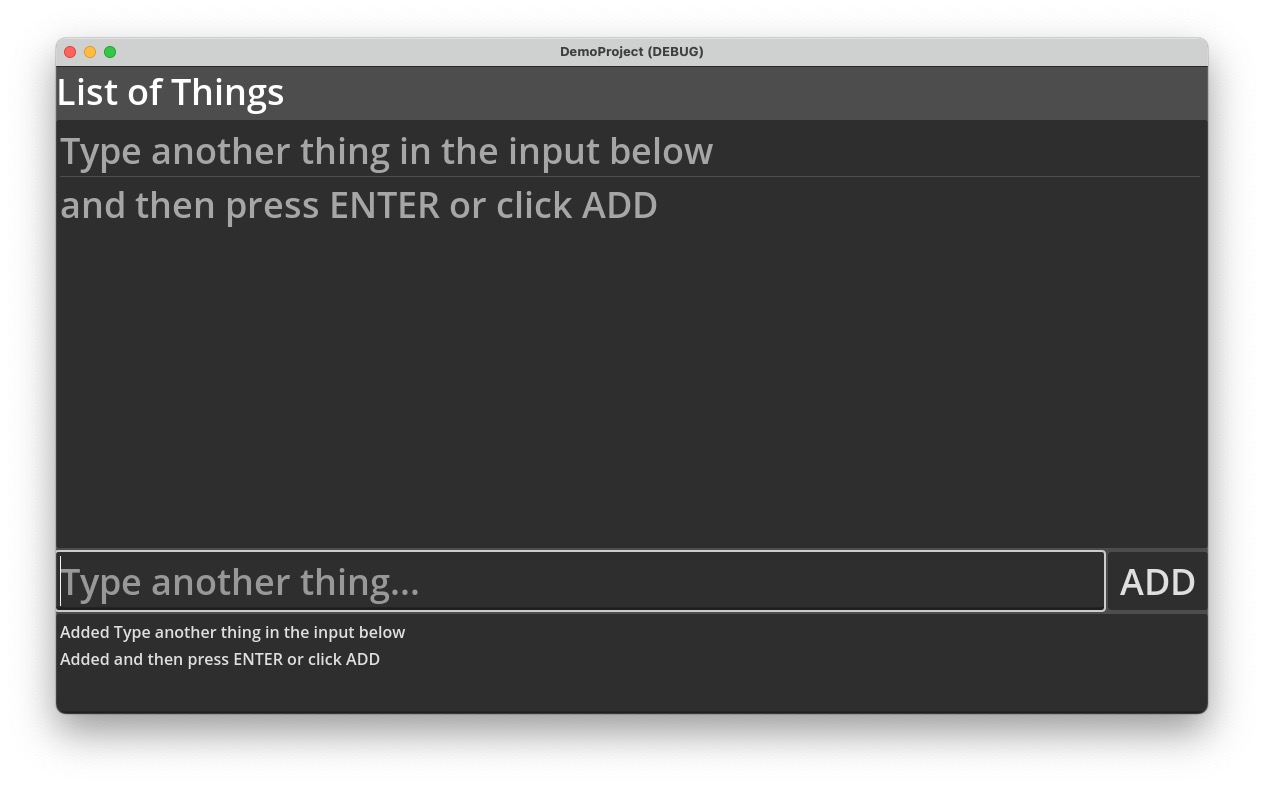 DemoProject (DEBUG)
List of Things
Type another thing in the input below
and then press ENTER or click ADD
Type another thing...
ADD
Added Type another thing in the input below
Added and then press ENTER or click ADD